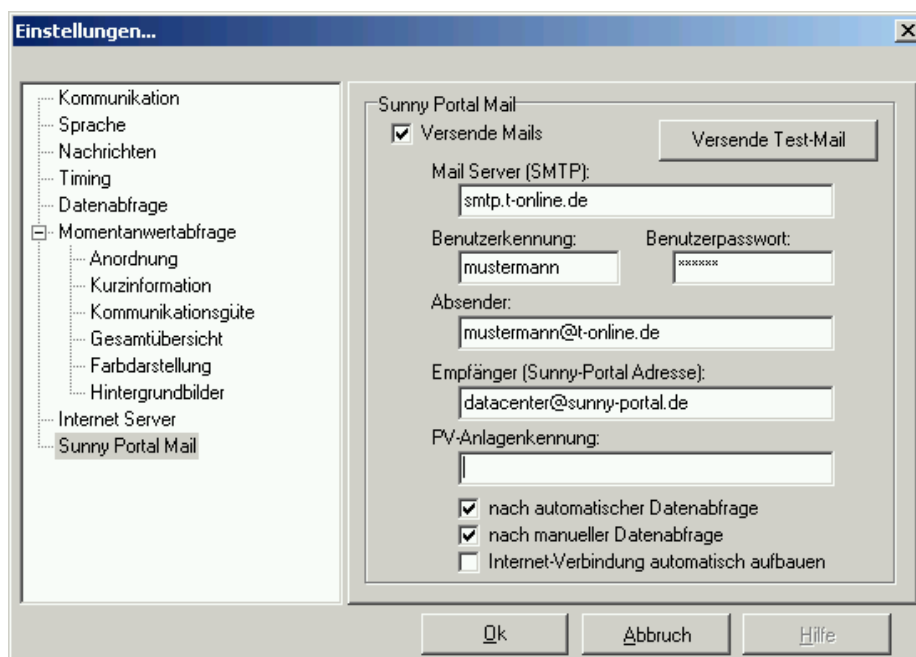 Einstellungen...
Kommunikation
Sprache
Nachrichten
Timing
Datenabfrage
Momentanwertabfrage
Anordnung
Kurzinformation
Kommunikationsgüte
Gesamtübersicht
Farbdarstellung
Hintergrundbilder
Internet Server
Sunny Portal Mail
Sunny Portal Mail
Versende Mails
Versende Test-Mail
Mail Server (SMTP):
smtp.t-online.de
Benutzerkennung: Benutzerpasswort:
mustermann ******
Absender:
mustermann@t-online.de
Empfänger (Sunny-Portal Adresse):
datacenter@sunny-portal.de
PV-Anlagenkennung:
nach automatischer Datenabfrage
nach manueller Datenabfrage
Internet-Verbindung automatisch aufbauen
Ok Abbruch Hilfe